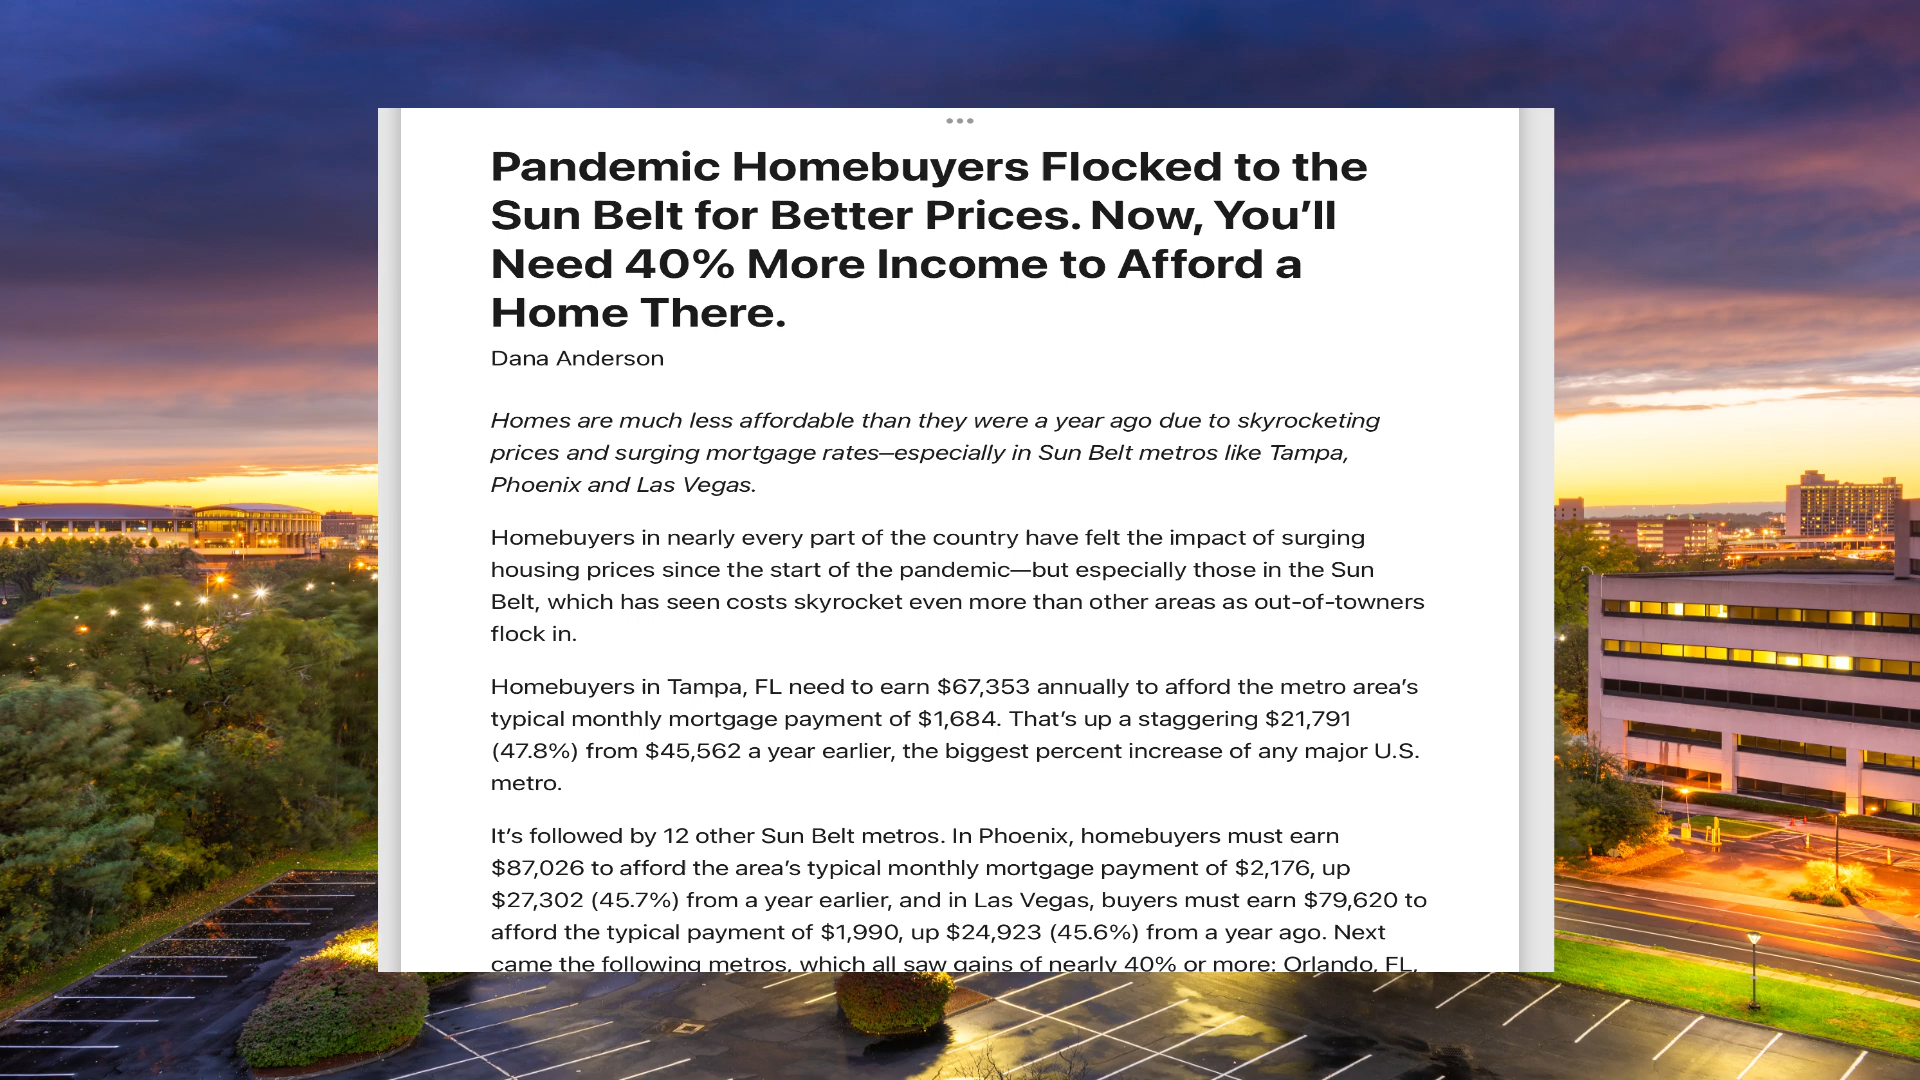 Pandemic Homebuyers Flocked to the
Sun Belt for Better Prices. Now, You’ll
Need 40% More Income to Afford a
Home There.
Dana Anderson
Homes are much less affordable than they were a year ago due to skyrocketing
prices and surging mortgage rates—especially in Sun Belt metros like Tampa,
Phoenix and Las Vegas.
Homebuyers in nearly every part of the country have felt the impact of surging
housing prices since the start of the pandemic—but especially those in the Sun
Belt, which has seen costs skyrocket even more than other areas as out-of-towners
flock in.
Homebuyers in Tampa, FL need to earn $67,353 annually to afford the metro area’s
typical monthly mortgage payment of $1,684. That’s up a staggering $21,791
(47.8%) from $45,562 a year earlier, the biggest percent increase of any major U.S.
metro.
It’s followed by 12 other Sun Belt metros. In Phoenix, homebuyers must earn
$87,026 to afford the area’s typical monthly mortgage payment of $2,176, up
$27,302 (45.7%) from a year earlier, and in Las Vegas, buyers must earn $79,620 to
afford the typical payment of $1,990, up $24,923 (45.6%) from a year ago. Next
came the following metros, which all saw gains of nearly 40% or more: Orlando, FL,